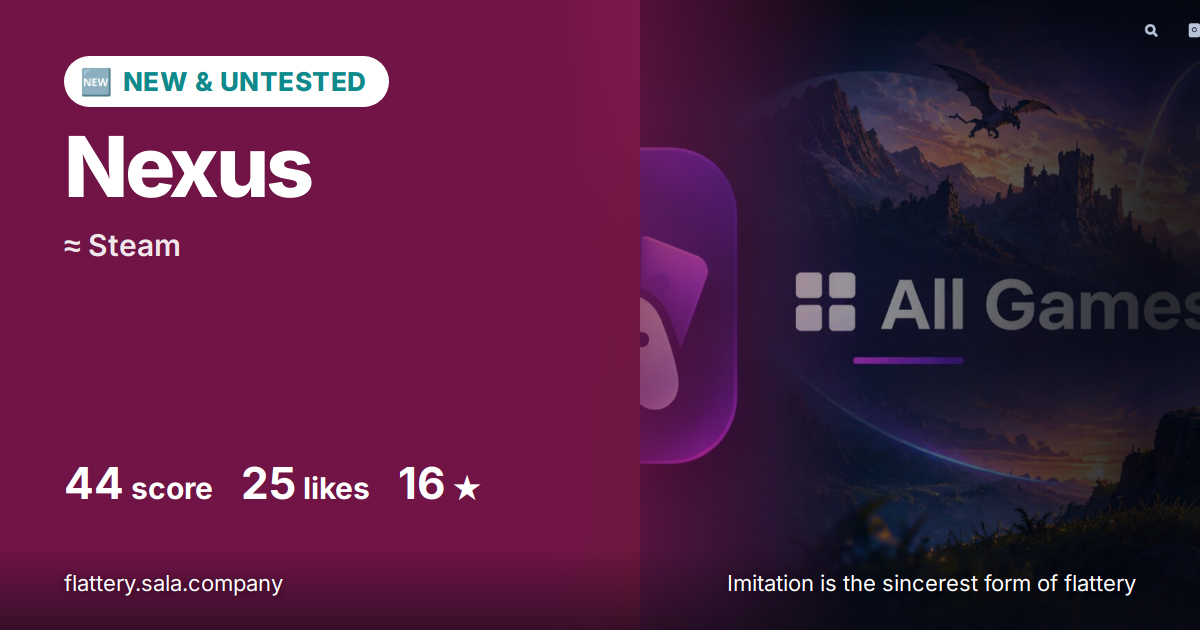 NEW NEW & UNTESTED
Nexus
≈ Steam
All Games
44 score 25 likes 16 ★
flattery.sala.company
Imitation is the sincerest form of flattery